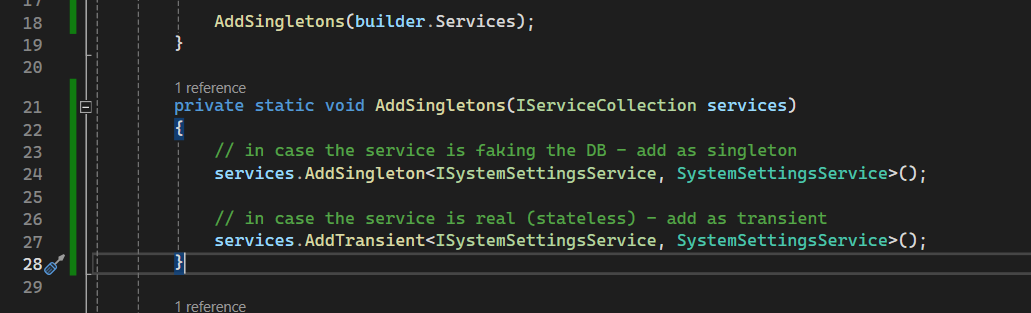 17
18 AddSingletons(builder.Services);
19 }
20
1 reference
21 private static void AddSingletons(IServiceCollection services)
22 {
23 // in case the service is faking the DB - add as singleton
24 services.AddSingleton<ISystemSettingsService, SystemSettingsService>();
25
26 // in case the service is real (stateless) - add as transient
27 services.AddTransient<ISystemSettingsService, SystemSettingsService>();
28 }
29
1 reference